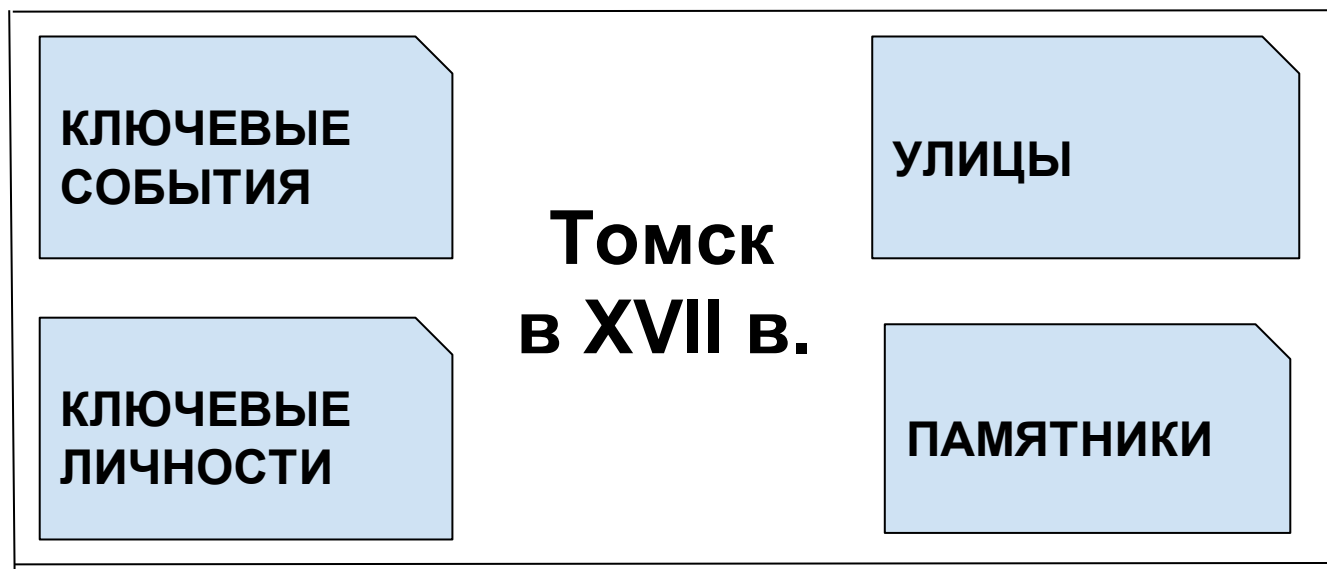 КЛЮЧЕВЫЕ
СОБЫТИЯ
УЛИЦЫ
Томск
в XVII в.
КЛЮЧЕВЫЕ
ЛИЧНОСТИ
ПАМЯТНИКИ